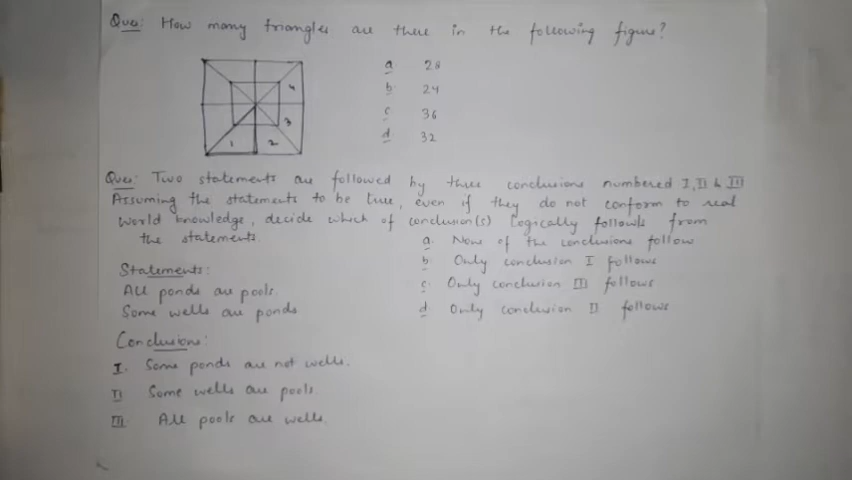 Ques: How many triangles are there in the following figure?
a 28
b 24
c 36
d 32
4
3
1 2
Ques: Two statements are followed by three conclusions numbered I, II & III
Assuming the statements to be true, even if they do not conform to real
world knowledge, decide which of conclusion(s) logically follows from
the statements.
a. None of the conclusions follow
b Only conclusion I follows
c. Only conclusion III follows
d Only conclusion II follows
Statements:
All ponds are pools.
Some wells are ponds
Conclusions:
I. Some ponds are not wells.
II Some wells are pools.
III All pools are wells.